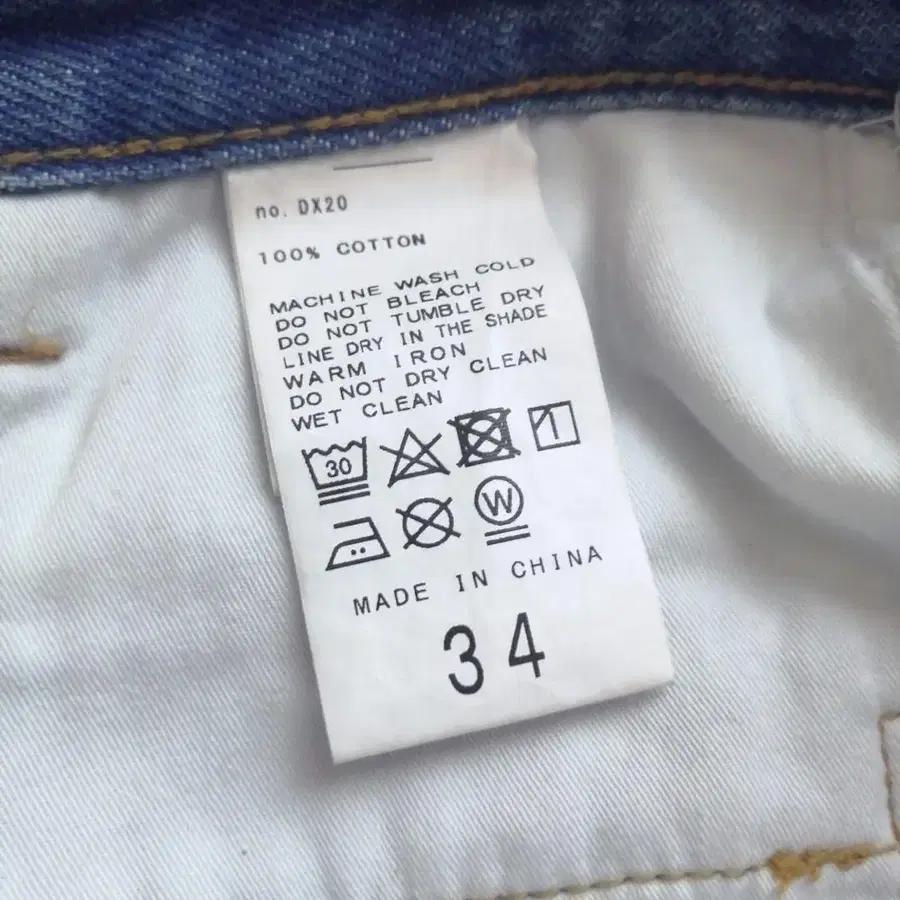 no. DX20
100% COTTON
MACHINE WASH COLD
DO NOT BLEACH
DO NOT TUMBLE DRY
LINE DRY IN THE SHADE
WARM IRON
DO NOT DRY CLEAN
WET CLEAN
30
W
MADE IN CHINA
34